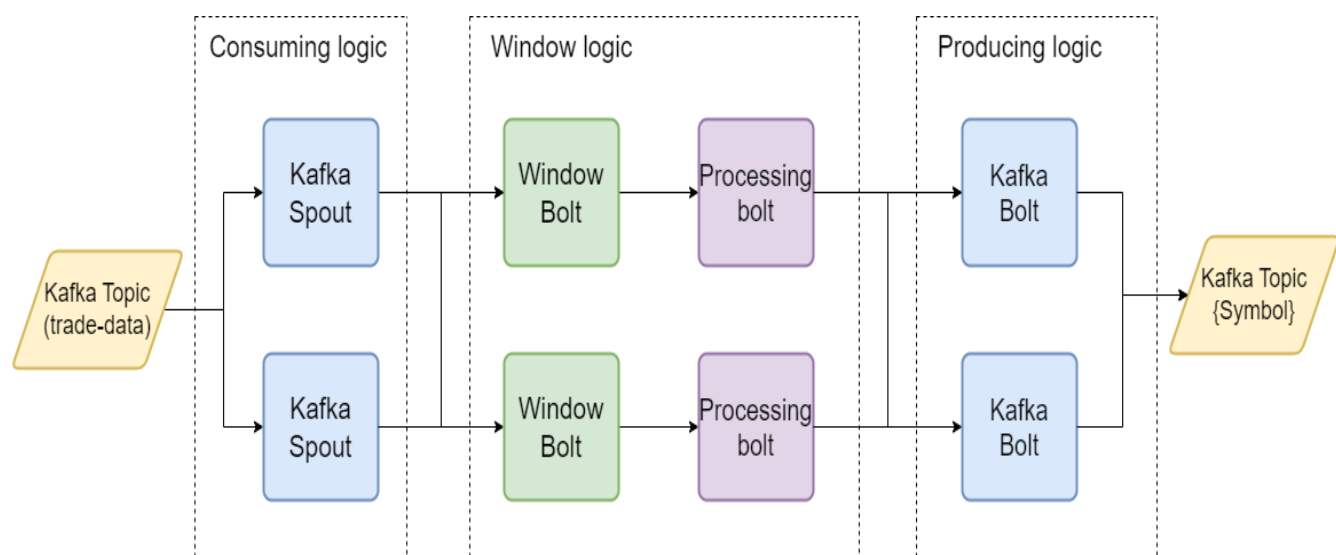 Consuming logic
Window logic
Producing logic
Kafka
Spout
Window
Bolt
Processing
bolt
Kafka
Bolt
Kafka Topic
(trade-data)
Kafka Topic
{Symbol}
Kafka
Spout
Window
Bolt
Processing
bolt
Kafka
Bolt